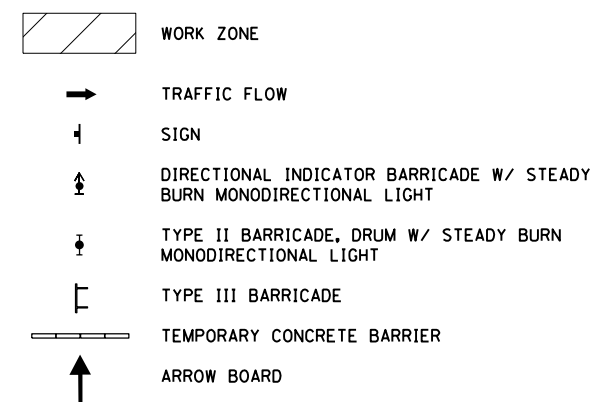 WORK ZONE
TRAFFIC FLOW
SIGN
DIRECTIONAL INDICATOR BARRICADE W/ STEADY
BURN MONODIRECTIONAL LIGHT
TYPE II BARRICADE, DRUM W/ STEADY BURN
MONODIRECTIONAL LIGHT
TYPE III BARRICADE
TEMPORARY CONCRETE BARRIER
ARROW BOARD